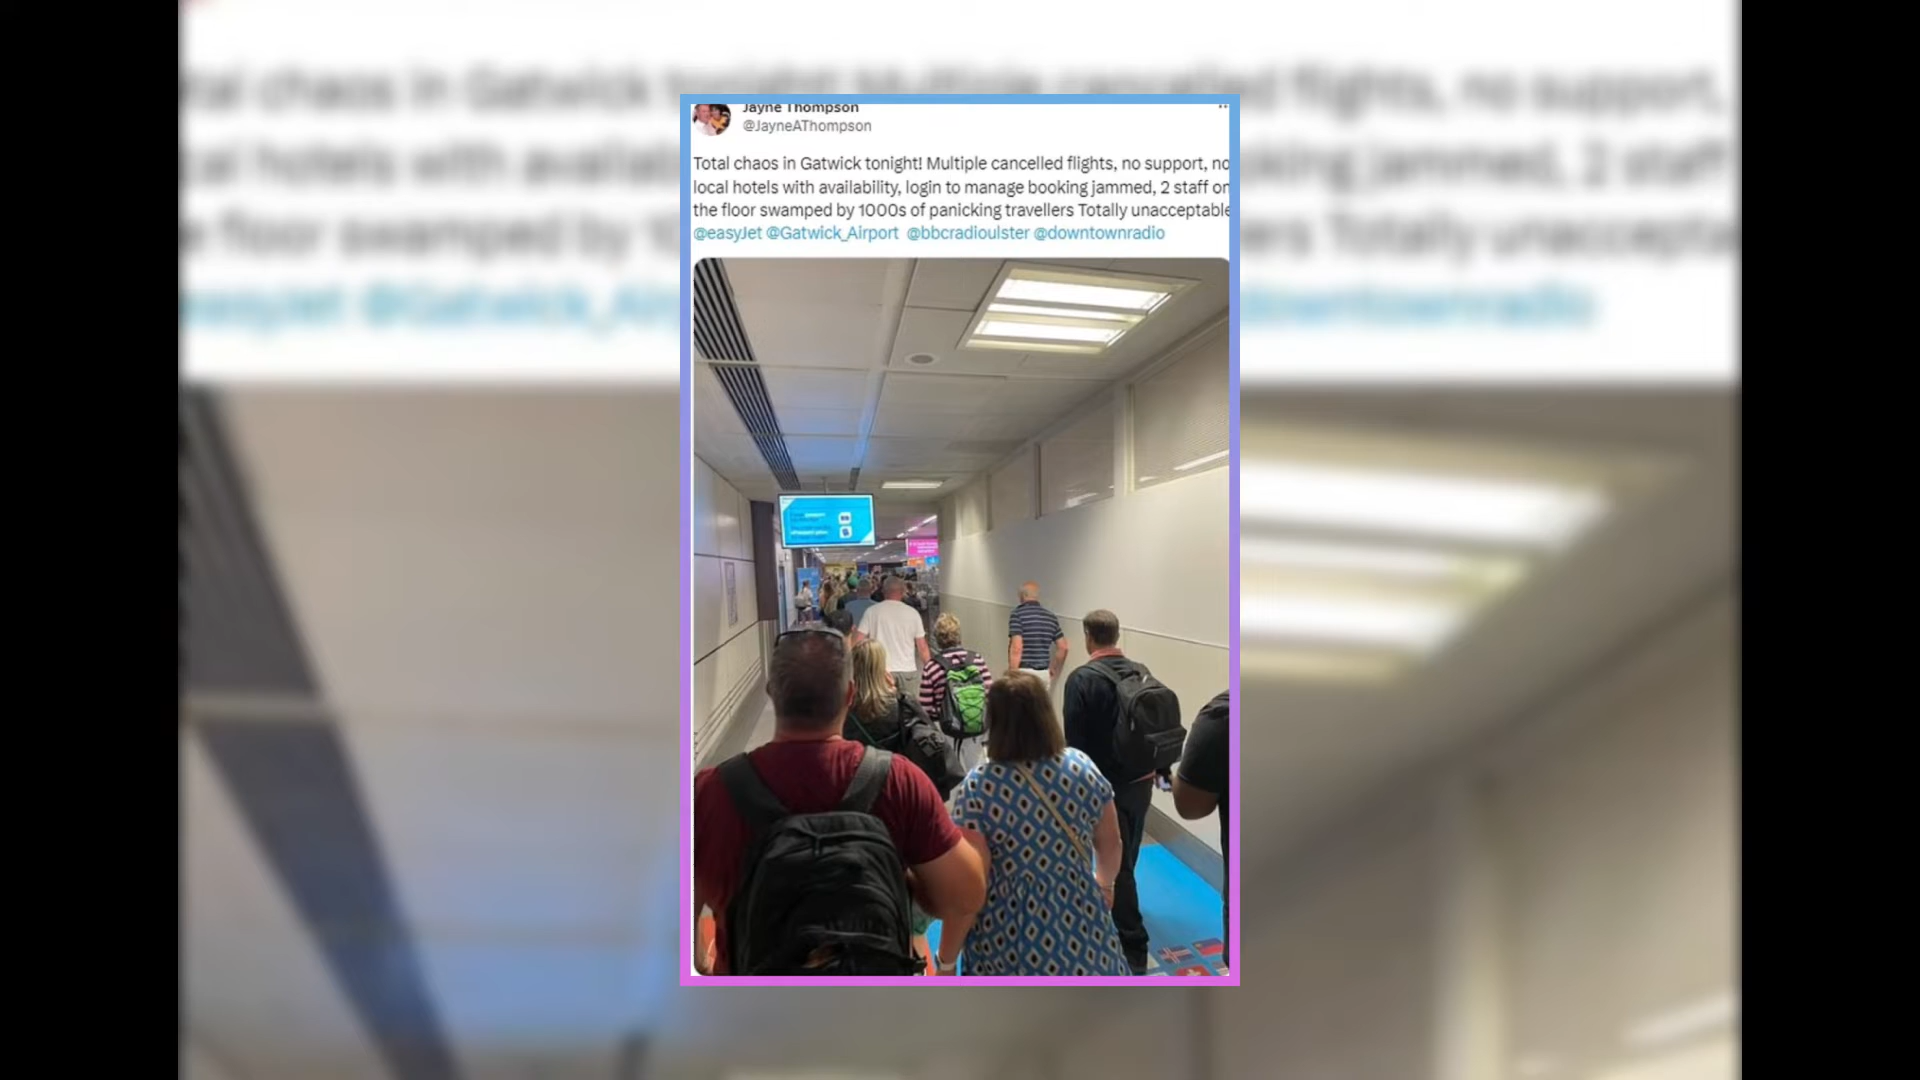 Jayne Thompson
@JayneAThompson
Total chaos in Gatwick tonight! Multiple cancelled flights, no support, no
local hotels with availability, login to manage booking jammed, 2 staff on
the floor swamped by 1000s of panicking travellers Totally unacceptable
@easyJet @Gatwick_Airport @bbcradioulster @downtownradio